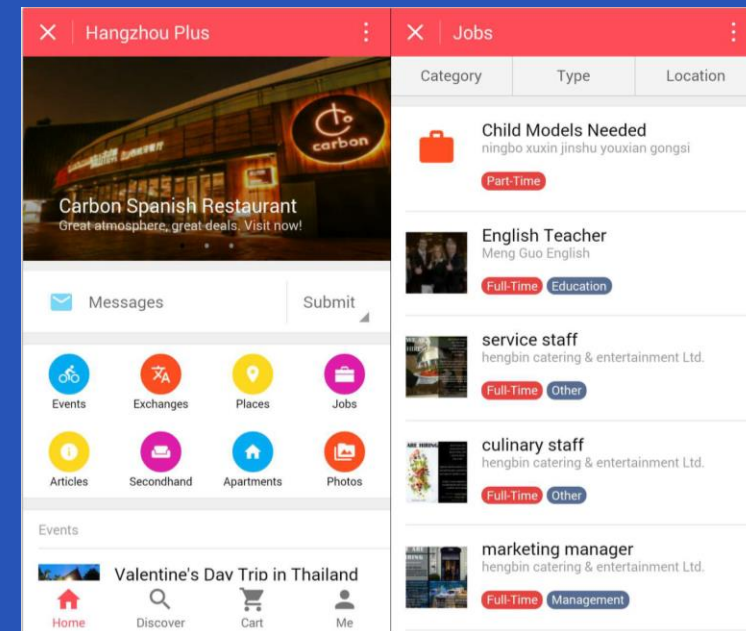 Hangzhou Plus
carbon
Carbon Spanish Restaurant
Great atmosphere, great deals. Visit now!
Messages
Submit
Events
Exchanges
Places
Jobs
Articles
Secondhand
Apartments
Photos
Events
Valentine's Day Trip in Thailand
Home
Discover
Cart
Me
Jobs
Category
Type
Location
Child Models Needed
ningbo xuxin jinshu youxian gongsi
Part-Time
English Teacher
Meng Guo English
Full-Time
Education
service staff
hengbin catering & entertainment Ltd.
Full-Time
Other
culinary staff
hengbin catering & entertainment Ltd.
Full-Time
Other
marketing manager
hengbin catering & entertainment Ltd.
Full-Time
Management